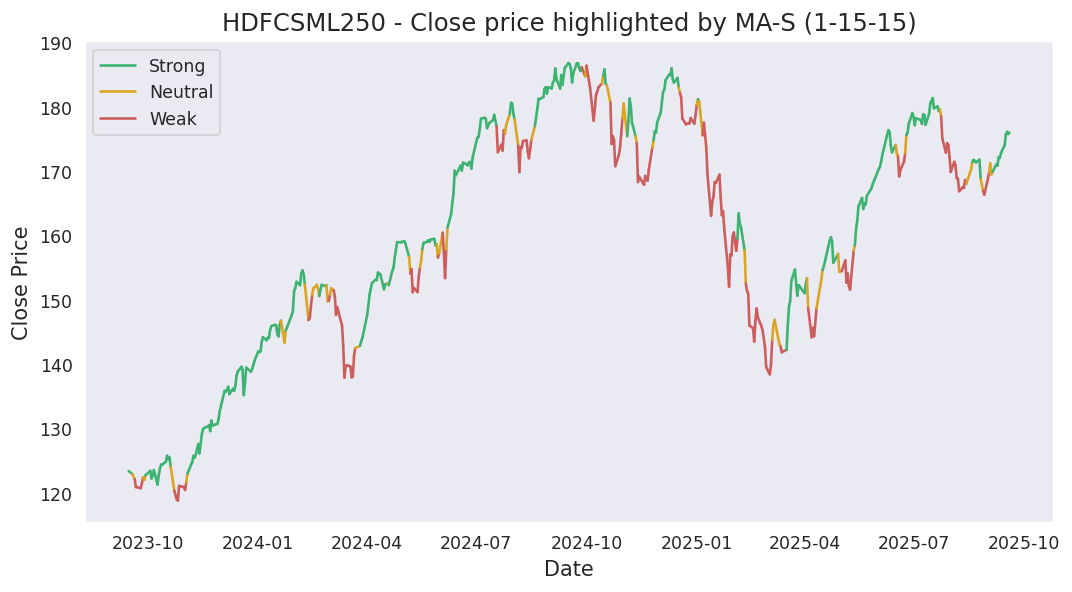 HDFCSML250 - Close price highlighted by MA-S (1-15-15)
190
180
170
160
150
140
130
120
Close Price
Strong
Neutral
Weak
2023-10
2024-01
2024-04
2024-07
2024-10
2025-01
2025-04
2025-07
2025-10
Date